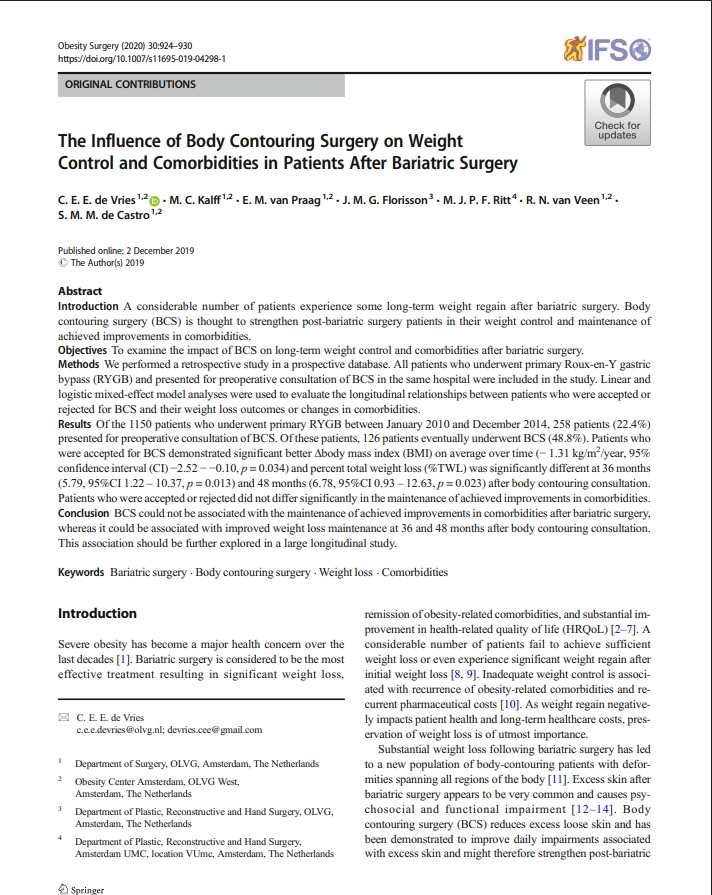 Obesity Surgery (2020) 30:924–930
https://doi.org/10.1007/s11695-019-04298-1
IFSO
ORIGINAL CONTRIBUTIONS
Check for
updates
The Influence of Body Contouring Surgery on Weight
Control and Comorbidities in Patients After Bariatric Surgery
C. E. E. de Vries 1,2 iD · M. C. Kalff 1,2 · E. M. van Praag 1,2 · J. M. G. Florisson 3 · M. J. P. F. Ritt 4 · R. N. van Veen 1,2 ·
S. M. M. de Castro 1,2
Published online: 2 December 2019
© The Author(s) 2019
Abstract
Introduction A considerable number of patients experience some long-term weight regain after bariatric surgery. Body
contouring surgery (BCS) is thought to strengthen post-bariatric surgery patients in their weight control and maintenance of
achieved improvements in comorbidities.
Objectives To examine the impact of BCS on long-term weight control and comorbidities after bariatric surgery.
Methods We performed a retrospective study in a prospective database. All patients who underwent primary Roux-en-Y gastric
bypass (RYGB) and presented for preoperative consultation of BCS in the same hospital were included in the study. Linear and
logistic mixed-effect model analyses were used to evaluate the longitudinal relationships between patients who were accepted or
rejected for BCS and their weight loss outcomes or changes in comorbidities.
Results Of the 1150 patients who underwent primary RYGB between January 2010 and December 2014, 258 patients (22.4%)
presented for preoperative consultation of BCS. Of these patients, 126 patients eventually underwent BCS (48.8%). Patients who
were accepted for BCS demonstrated significant better Δbody mass index (BMI) on average over time (− 1.31 kg/m²/year, 95%
confidence interval (CI) −2.52 – −0.10, p = 0.034) and percent total weight loss (%TWL) was significantly different at 36 months
(5.79, 95%CI 1.22 – 10.37, p = 0.013) and 48 months (6.78, 95%CI 0.93 – 12.63, p = 0.023) after body contouring consultation.
Patients who were accepted or rejected did not differ significantly in the maintenance of achieved improvements in comorbidities.
Conclusion BCS could not be associated with the maintenance of achieved improvements in comorbidities after bariatric surgery,
whereas it could be associated with improved weight loss maintenance at 36 and 48 months after body contouring consultation.
This association should be further explored in a large longitudinal study.
Keywords Bariatric surgery · Body contouring surgery · Weight loss · Comorbidities
Introduction
Severe obesity has become a major health concern over the
last decades [1]. Bariatric surgery is considered to be the most
effective treatment resulting in significant weight loss,
C. E. E. de Vries
c.e.e.devries@olvg.nl; devries.cee@gmail.com
1 Department of Surgery, OLVG, Amsterdam, The Netherlands
2 Obesity Center Amsterdam, OLVG West,
Amsterdam, The Netherlands
3 Department of Plastic, Reconstructive and Hand Surgery, OLVG,
Amsterdam, The Netherlands
4 Department of Plastic, Reconstructive and Hand Surgery,
Amsterdam UMC, location VUmc, Amsterdam, The Netherlands
remission of obesity-related comorbidities, and substantial im-
provement in health-related quality of life (HRQoL) [2–7]. A
considerable number of patients fail to achieve sufficient
weight loss or even experience significant weight regain after
initial weight loss [8, 9]. Inadequate weight control is associ-
ated with recurrence of obesity-related comorbidities and re-
current pharmaceutical costs [10]. As weight regain negative-
ly impacts patient health and long-term healthcare costs, pres-
ervation of weight loss is of utmost importance.
Substantial weight loss following bariatric surgery has led
to a new population of body-contouring patients with defor-
mities spanning all regions of the body [11]. Excess skin after
bariatric surgery appears to be very common and causes psy-
chosocial and functional impairment [12–14]. Body
contouring surgery (BCS) reduces excess loose skin and has
been demonstrated to improve daily impairments associated
with excess skin and might therefore strengthen post-bariatric
Springer